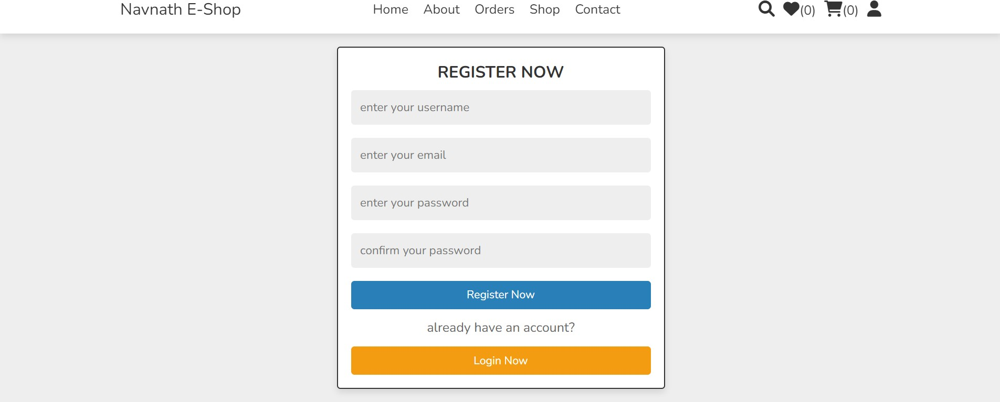 Navnath E-Shop Home About Orders Shop Contact (0) (0)
REGISTER NOW
enter your username
enter your email
enter your password
confirm your password
Register Now
already have an account?
Login Now